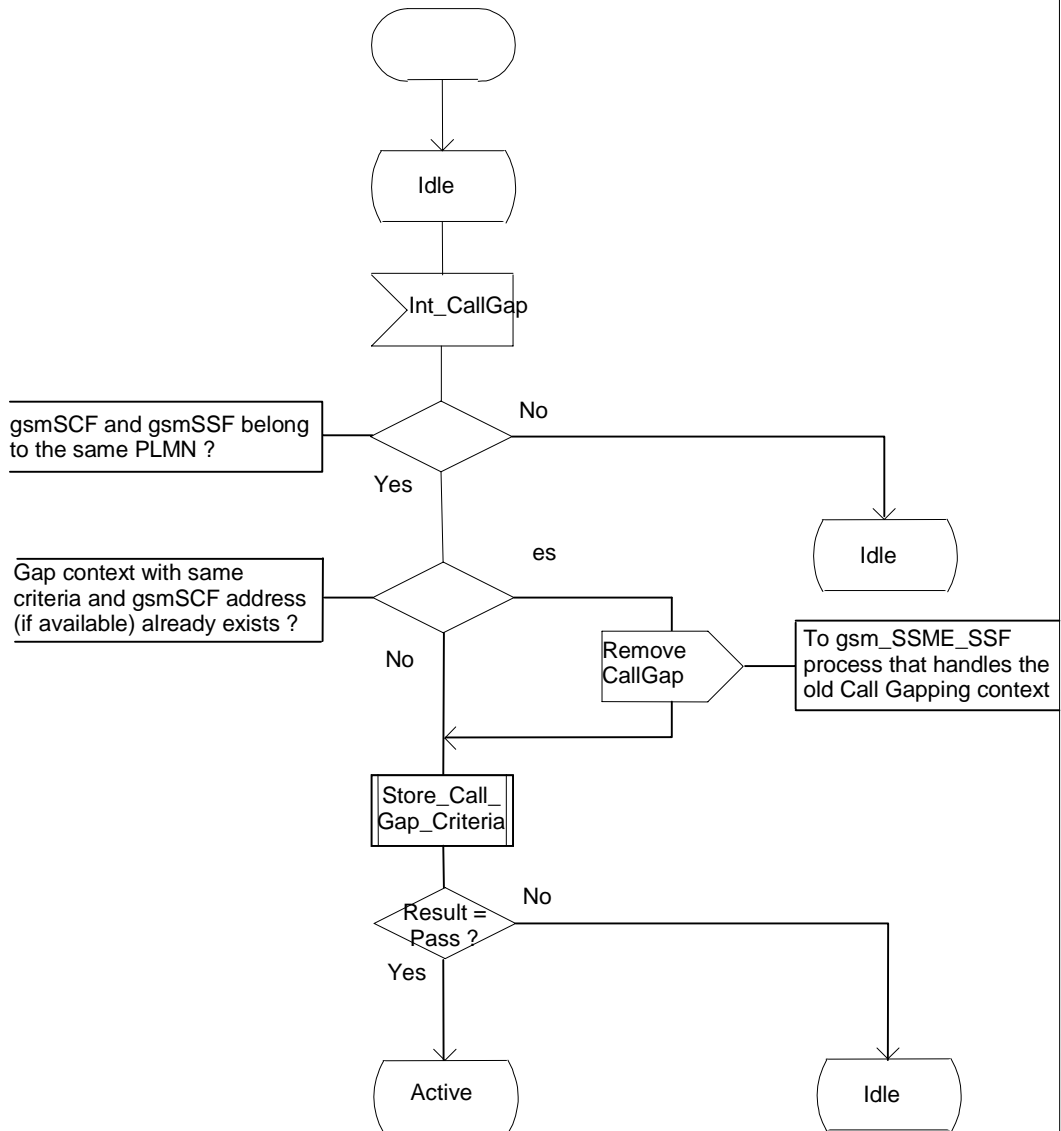 Idle
Int_CallGap
gsmSCF and gsmSSF belong
to the same PLMN ?
No
Yes
Idle
Gap context with same
criteria and gsmSCF address
(if available) already exists ?
es
No
Remove
CallGap
To gsm_SSME_SSF
process that handles the
old Call Gapping context
Store_Call_
Gap_Criteria
Result =
Pass ?
No
Yes
Active
Idle